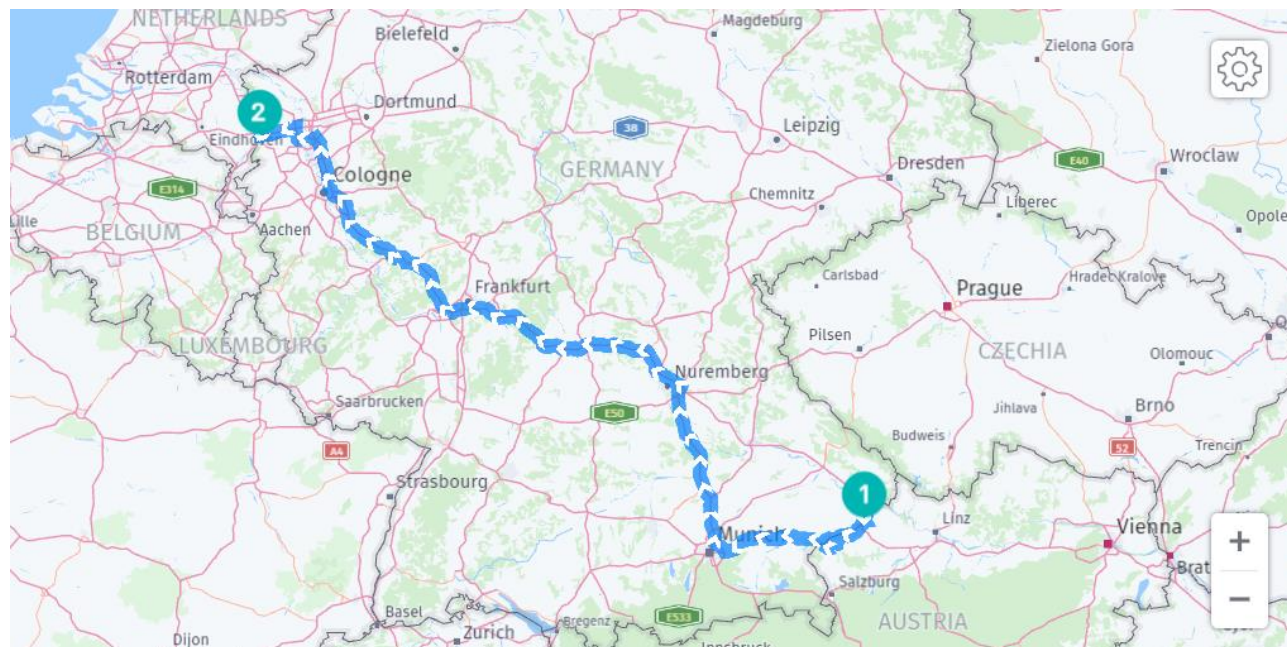 NETHERLANDS
Magdeburg
Bielefeld
Zielona Gora
Rotterdam
Dortmund
2
38
Leipzig
Eindhoven
Wroclaw
E40
GERMANY
Dresden
Cologne
E314
Chemnitz
Liberec
Opole
Lille
BELGIUM
Aachen
Carlsbad
Hradec Kralove
Frankfurt
Prague
Pilsen
LUXEMBOURG
CZECHIA
Olomouc
Nuremberg
Saarbrucken
E50
Jihlava
Brno
Budweis
A4
52
Trencin
Strasbourg
1
Linz
Munich
Vienna
+
Brat
Salzburg
−
Basel
E533
AUSTRIA
Bregenz
Dijon
Zurich